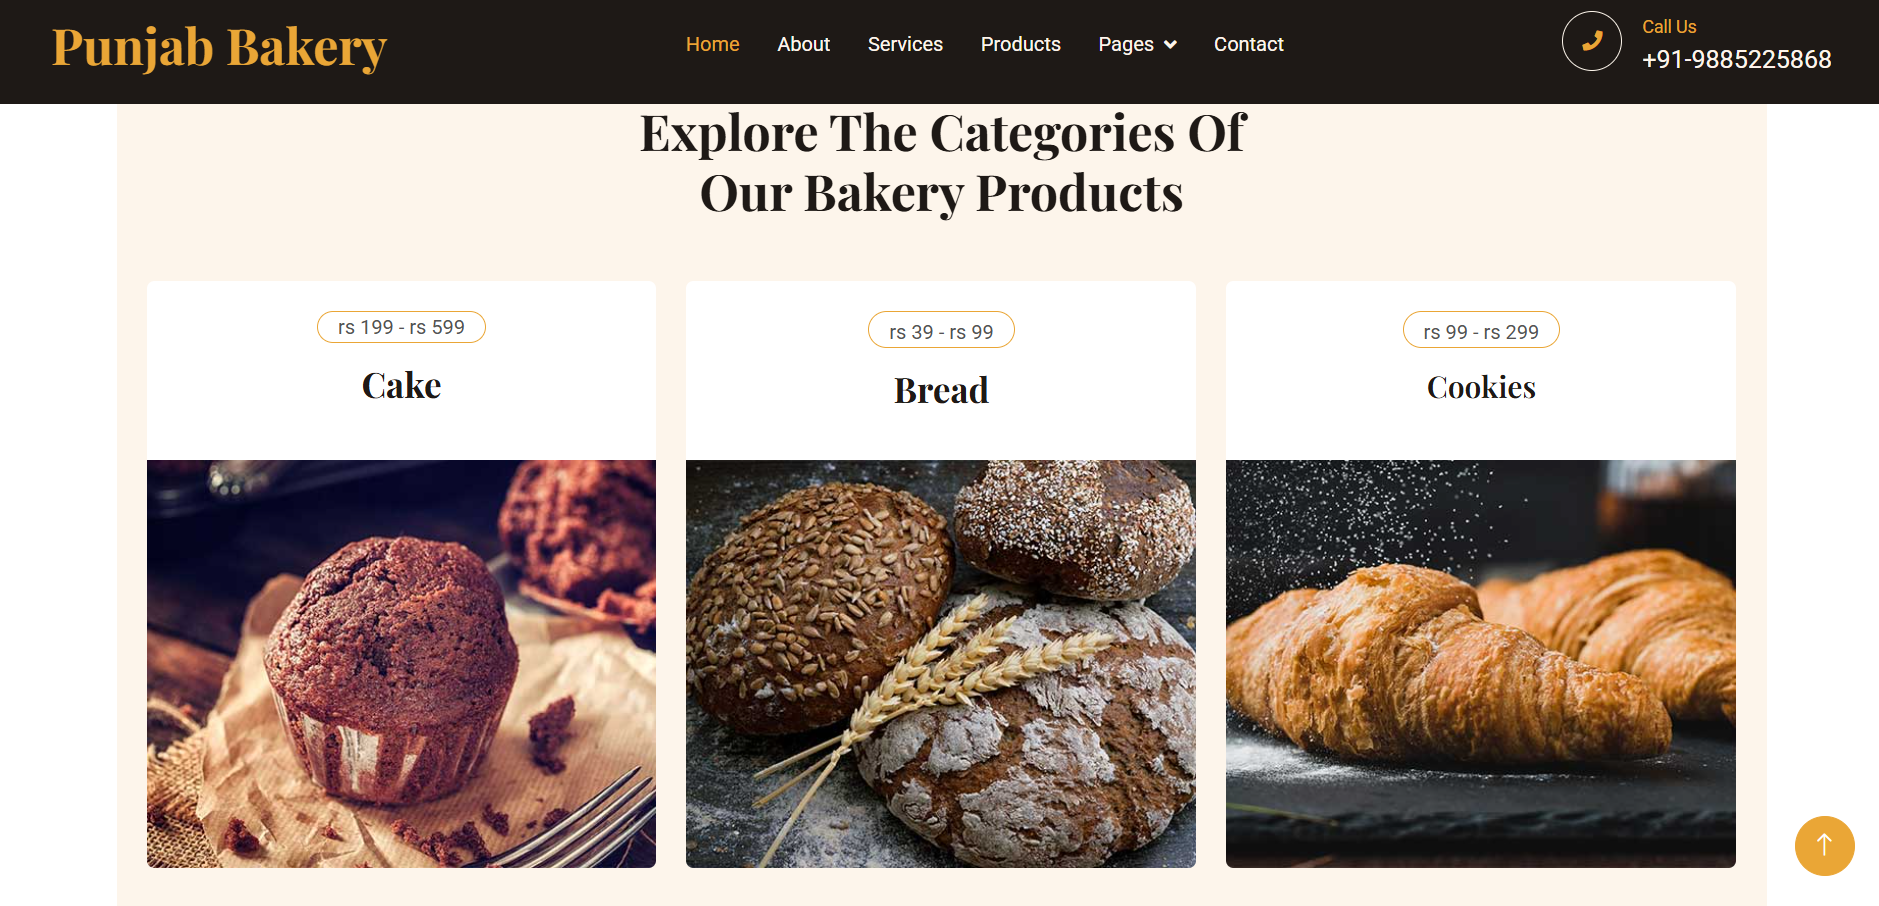 Punjab Bakery
Home
About
Services
Products
Pages
Contact
Call Us
+91-9885225868
Explore The Categories Of
Our Bakery Products
rs 199 - rs 599
Cake
rs 39 - rs 99
Bread
rs 99 - rs 299
Cookies